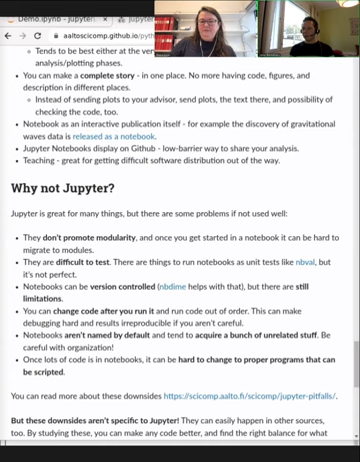 Demo.ipynb - Jupyter
jupyter
aaltoscicomp.github.io/pyth
Tends to be best either at the ver
analysis/plotting phases.
You can make a complete story - in one place. No more having code, figures, and
description in different places.
Instead of sending plots to your advisor, send plots, the text there, and possibility of
checking the code, too.
Notebook as an interactive publication itself - for example the discovery of gravitational
waves data is released as a notebook.
Jupyter Notebooks display on Github - low-barrier way to share your analysis.
Teaching - great for getting difficult software distribution out of the way.
Why not Jupyter?
Jupyter is great for many things, but there are some problems if not used well:
They don't promote modularity, and once you get started in a notebook it can be hard to
migrate to modules.
They are difficult to test. There are things to run notebooks as unit tests like nbval, but
it's not perfect.
Notebooks can be version controlled (nbdime helps with that), but there are still
limitations.
You can change code after you run it and run code out of order. This can make
debugging hard and results irreproducible if you aren't careful.
Notebooks aren't named by default and tend to acquire a bunch of unrelated stuff. Be
careful with organization!
Once lots of code is in notebooks, it can be hard to change to proper programs that can
be scripted.
You can read more about these downsides https://scicomp.aalto.fi/scicomp/jupyter-pitfalls/.
But these downsides aren't specific to Jupyter! They can easily happen in other sources,
too. By studying these, you can make any code better, and find the right balance for what